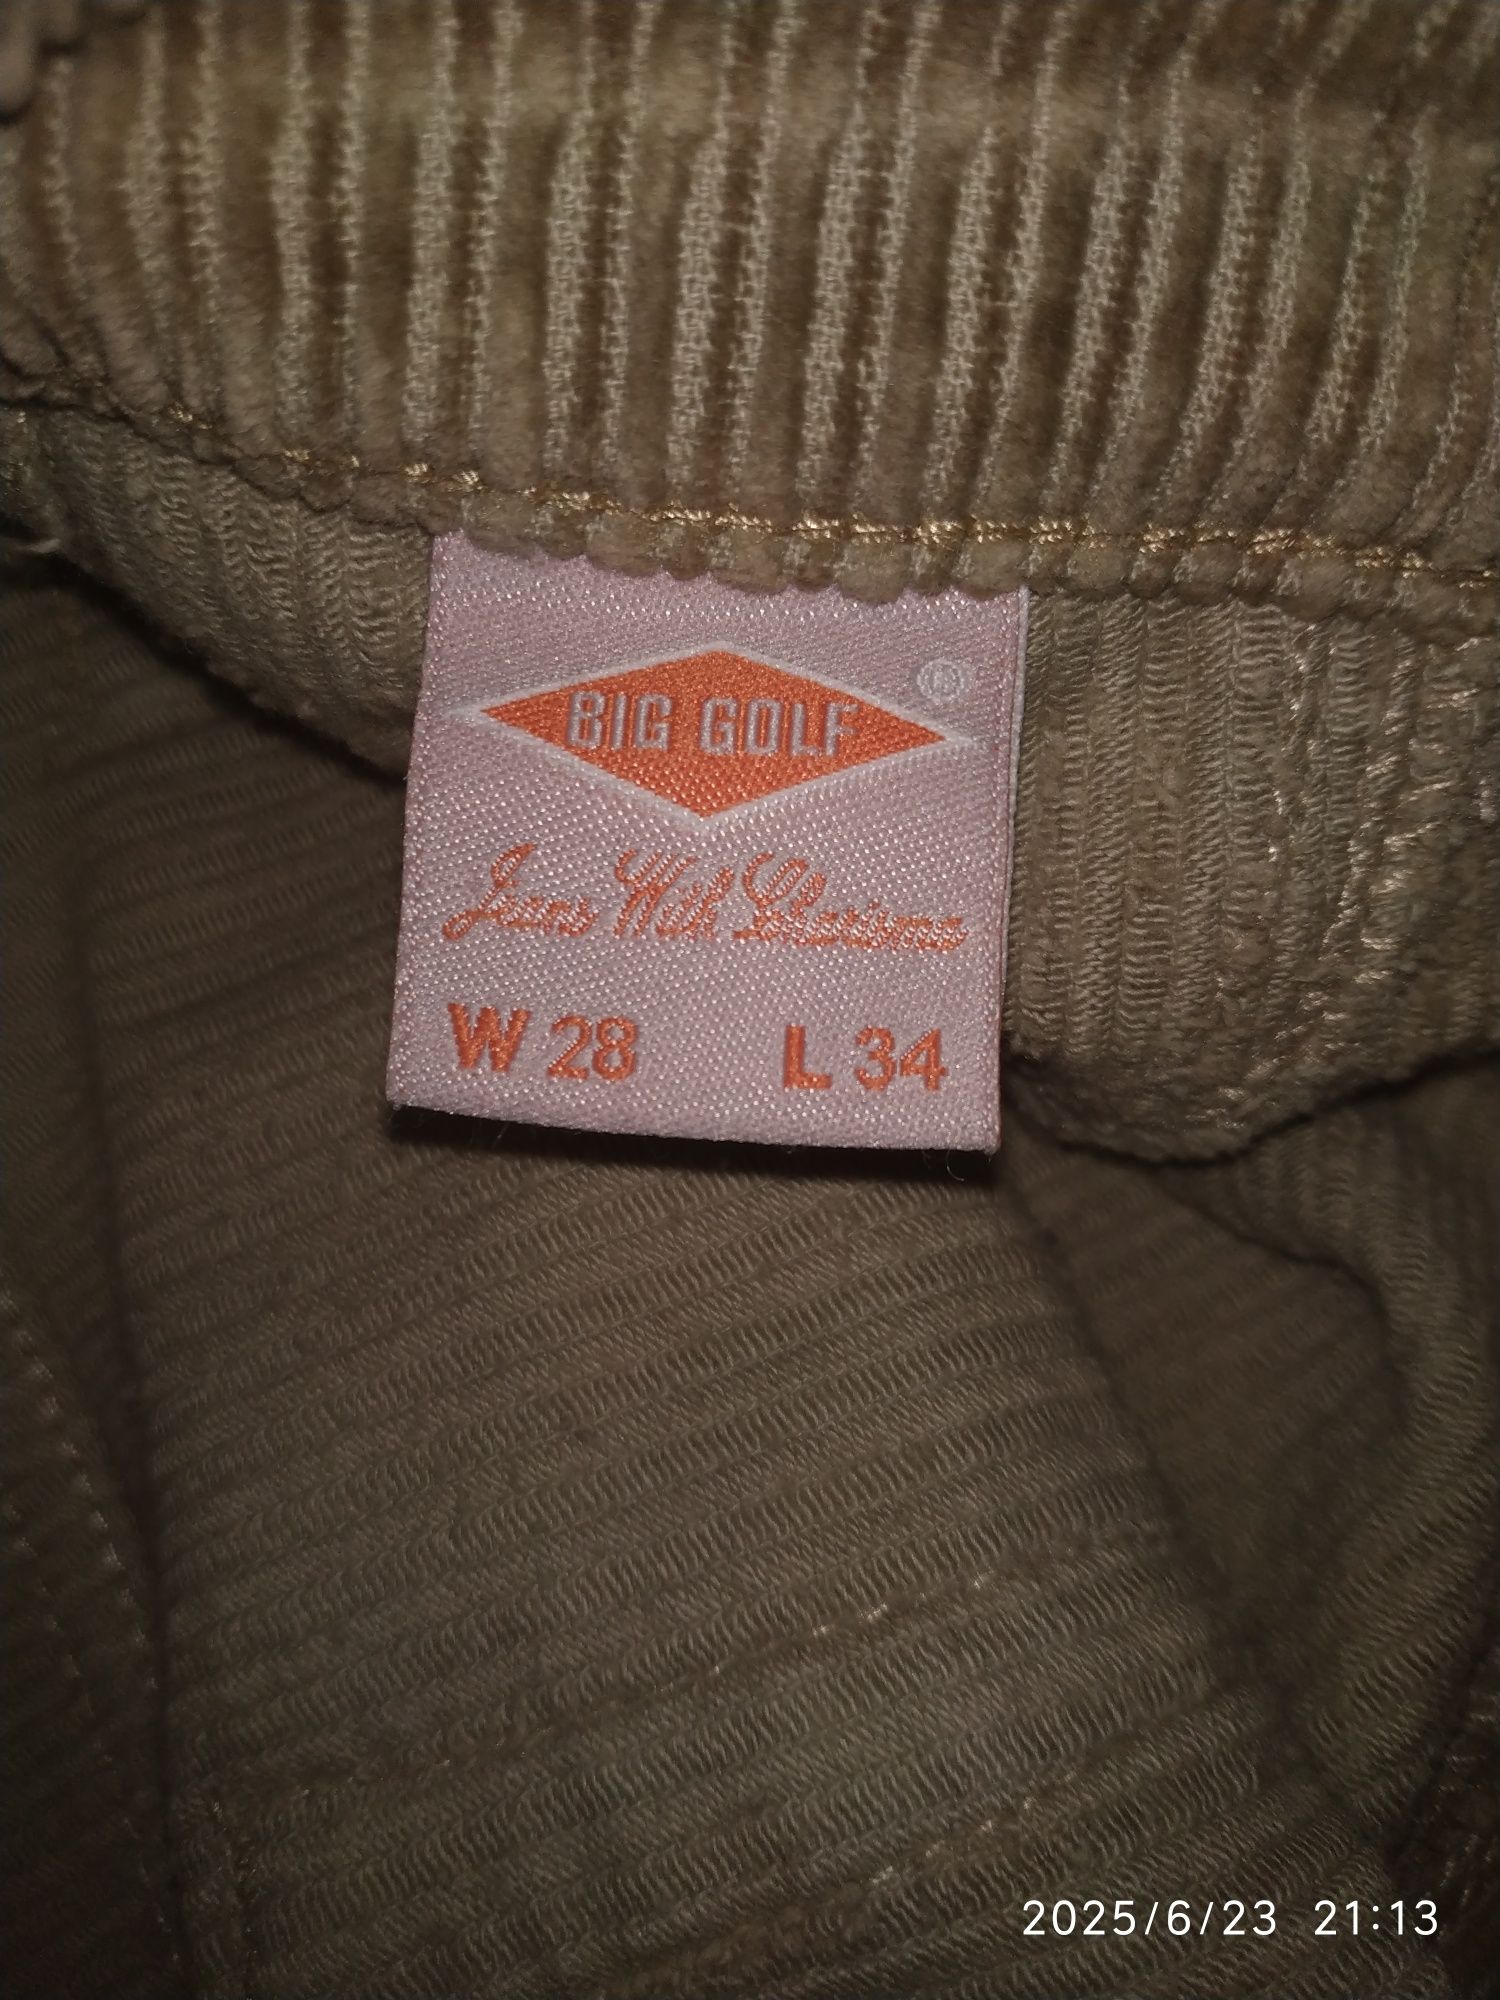 BIG GOLF ®
Jeans With Charisma
W 28 L 34
2025/6/23 21:13